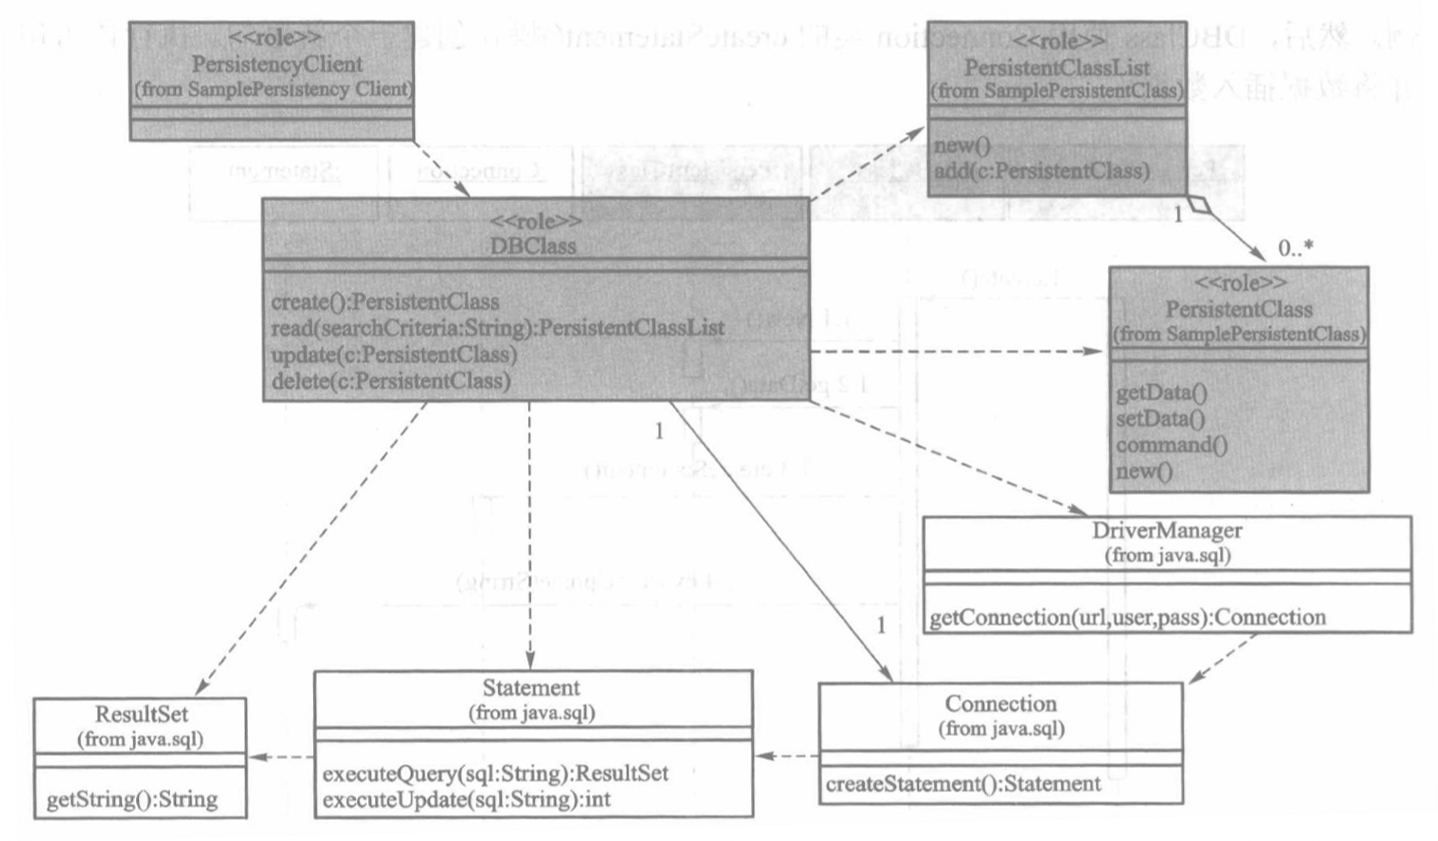 <<role>>
PersistencyClient
(from SamplePersistency Client)
<<role>>
PersistentClassList
(from SamplePersistentClass)
new()
add(c:PersistentClass)
1
0..*
<<role>>
DBClass
create():PersistentClass
read(searchCriteria:String):PersistentClassList
update(c:PersistentClass)
delete(c:PersistentClass)
<<role>>
PersistentClass
(from SamplePersistentClass)
getData()
setData()
command()
new()
1
1
DriverManager
(from java.sql)
getConnection(url,user,pass):Connection
ResultSet
(from java.sql)
getString():String
Statement
(from java.sql)
executeQuery(sql:String):ResultSet
executeUpdate(sql:String):int
Connection
(from java.sql)
createStatement():Statement